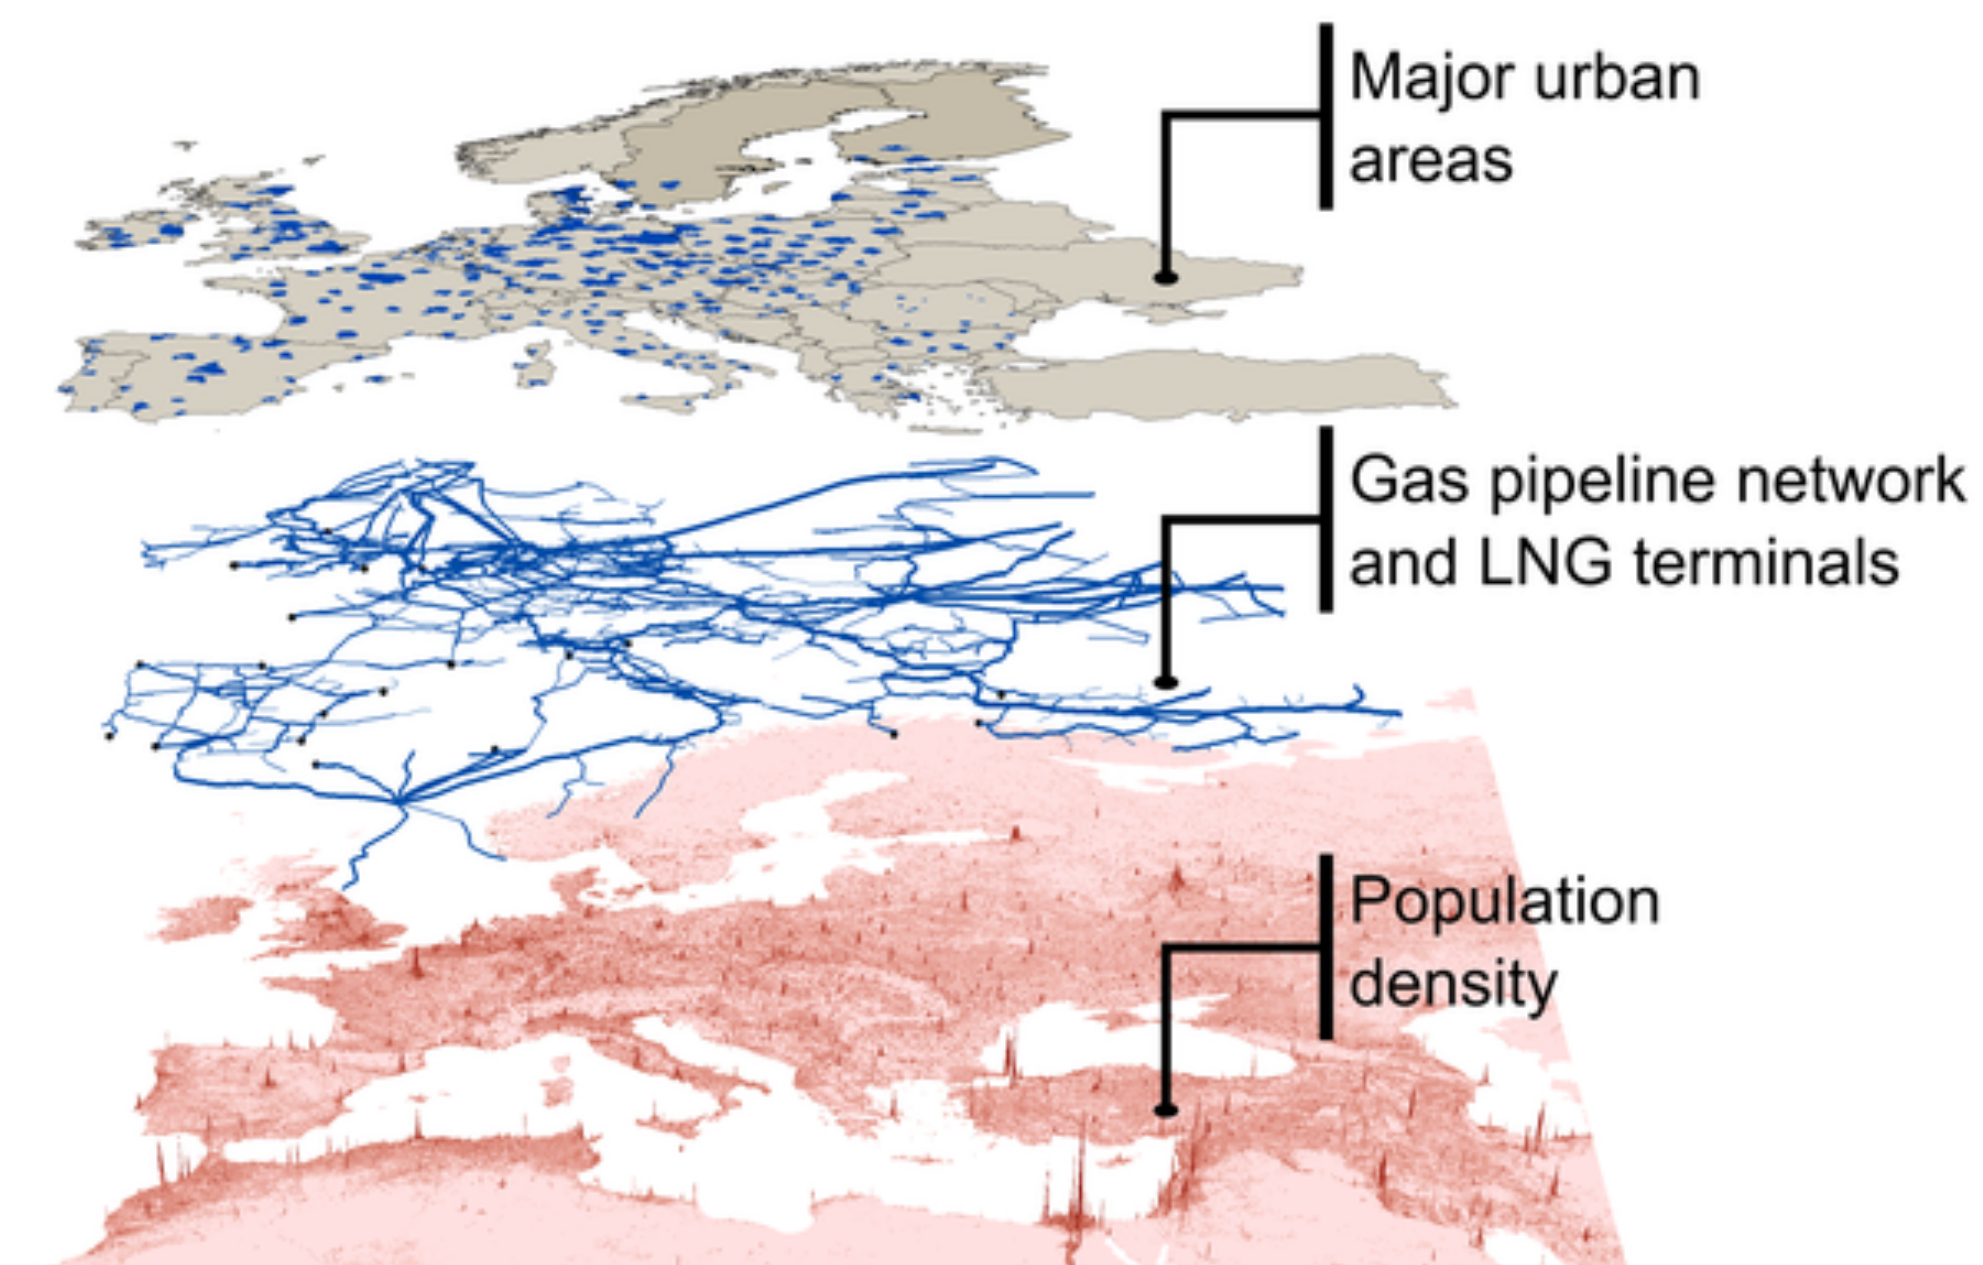 Major urban
areas
Gas pipeline network
and LNG terminals
Population
density